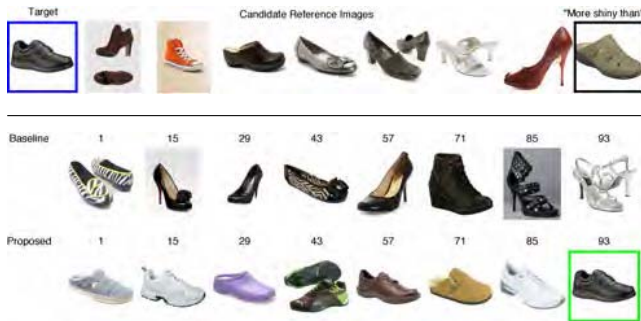 Target Candidate Reference Images "More shiny than"
Baseline 1 15 29 43 57 71 85 93
Proposed 1 15 29 43 57 71 85 93